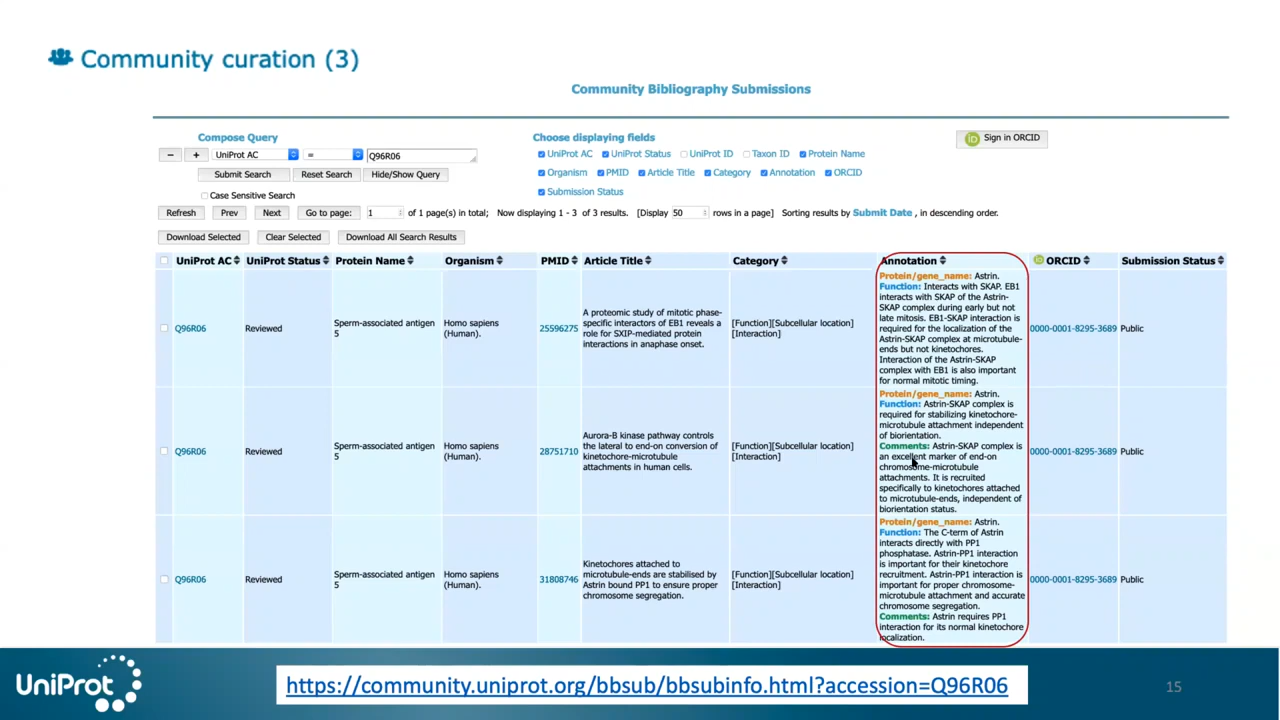 Community curation (3)
Community Bibliography Submissions
Compose Query
− + UniProt AC = Q96R06
Submit Search Reset Search Hide/Show Query
Case Sensitive Search
Choose displaying fields
UniProt AC UniProt Status UniProt ID Taxon ID Protein Name
Organism PMID Article Title Category Annotation ORCID
Submission Status
Sign in ORCID
Refresh Prev Next Go to page: 1 of 1 page(s) in total; Now displaying 1 - 3 of 3 results. [Display 50 rows in a page] Sorting results by Submit Date , in descending order.
Download Selected Clear Selected Download All Search Results
UniProt AC UniProt Status Protein Name Organism PMID Article Title Category Annotation ORCID Submission Status
Q96R06
Reviewed
Sperm-associated antigen
5
Homo sapiens
(Human).
25596275
A proteomic study of mitotic phase-
specific interactors of EB1 reveals a
role for SXIP-mediated protein
interactions in anaphase onset.
[Function][Subcellular location]
[Interaction]
Protein/gene_name: Astrin.
Function: Interacts with SKAP. EB1
interacts with SKAP of the Astrin-
SKAP complex during early but not
late mitosis. EB1-SKAP interaction is
required for the localization of the
Astrin-SKAP complex at microtubule-
ends but not kinetochores.
Interaction of the Astrin-SKAP
complex with EB1 is also important
for normal mitotic timing.
0000-0001-8295-3689
Public
Q96R06
Reviewed
Sperm-associated antigen
5
Homo sapiens
(Human).
28751710
Aurora-B kinase pathway controls
the lateral to end-on conversion of
kinetochore-microtubule
attachments in human cells.
[Function][Subcellular location]
[Interaction]
Protein/gene_name: Astrin.
Function: Astrin-SKAP complex is
required for stabilizing kinetochore-
microtubule attachment independent
of biorientation.
Comments: Astrin-SKAP complex is
an excellent marker of end-on
chromosome-microtubule
attachments. It is recruited
specifically to kinetochores attached
to microtubule-ends, independent of
biorientation status.
0000-0001-8295-3689
Public
Q96R06
Reviewed
Sperm-associated antigen
5
Homo sapiens
(Human).
31808746
Kinetochores attached to
microtubule-ends are stabilised by
Astrin bound PP1 to ensure proper
chromosome segregation.
[Function][Subcellular location]
[Interaction]
Protein/gene_name: Astrin.
Function: The C-term of Astrin
interacts directly with PP1
phosphatase. Astrin-PP1 interaction
is important for their kinetochore
recruitment. Astrin-PP1 interaction is
important for proper chromosome-
microtubule attachment and accurate
chromosome segregation.
Comments: Astrin requires PP1
interaction for its normal kinetochore
localization.
0000-0001-8295-3689
Public
UniProt
https://community.uniprot.org/bbsub/bbsubinfo.html?accession=Q96R06
15